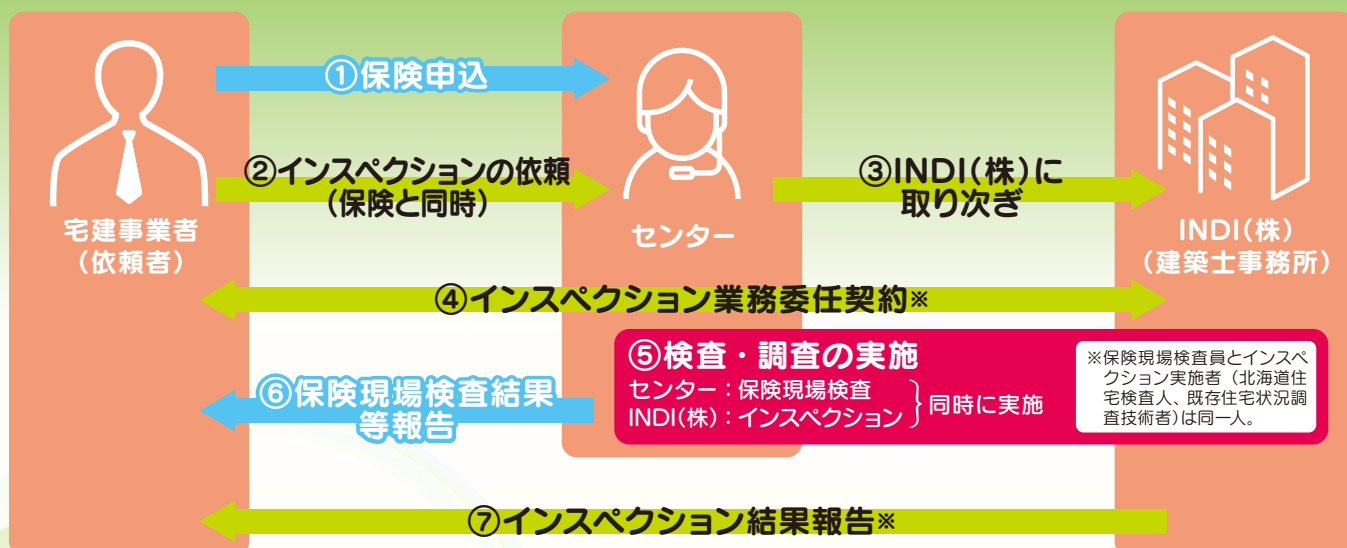 ①保険申込
②インスペクションの依頼
(保険と同時)
③INDI(株)に
取り次ぎ
宅建事業者
(依頼者)
センター
INDI(株)
(建築士事務所)
④インスペクション業務委任契約※
⑤検査・調査の実施
センター:保険現場検査
INDI(株):インスペクション
同時に実施
※保険現場検査員とインスペ
クション実施者(北海道住
宅検査人、既存住宅状況調
査技術者)は同一人。
⑥保険現場検査結果
等報告
⑦インスペクション結果報告※